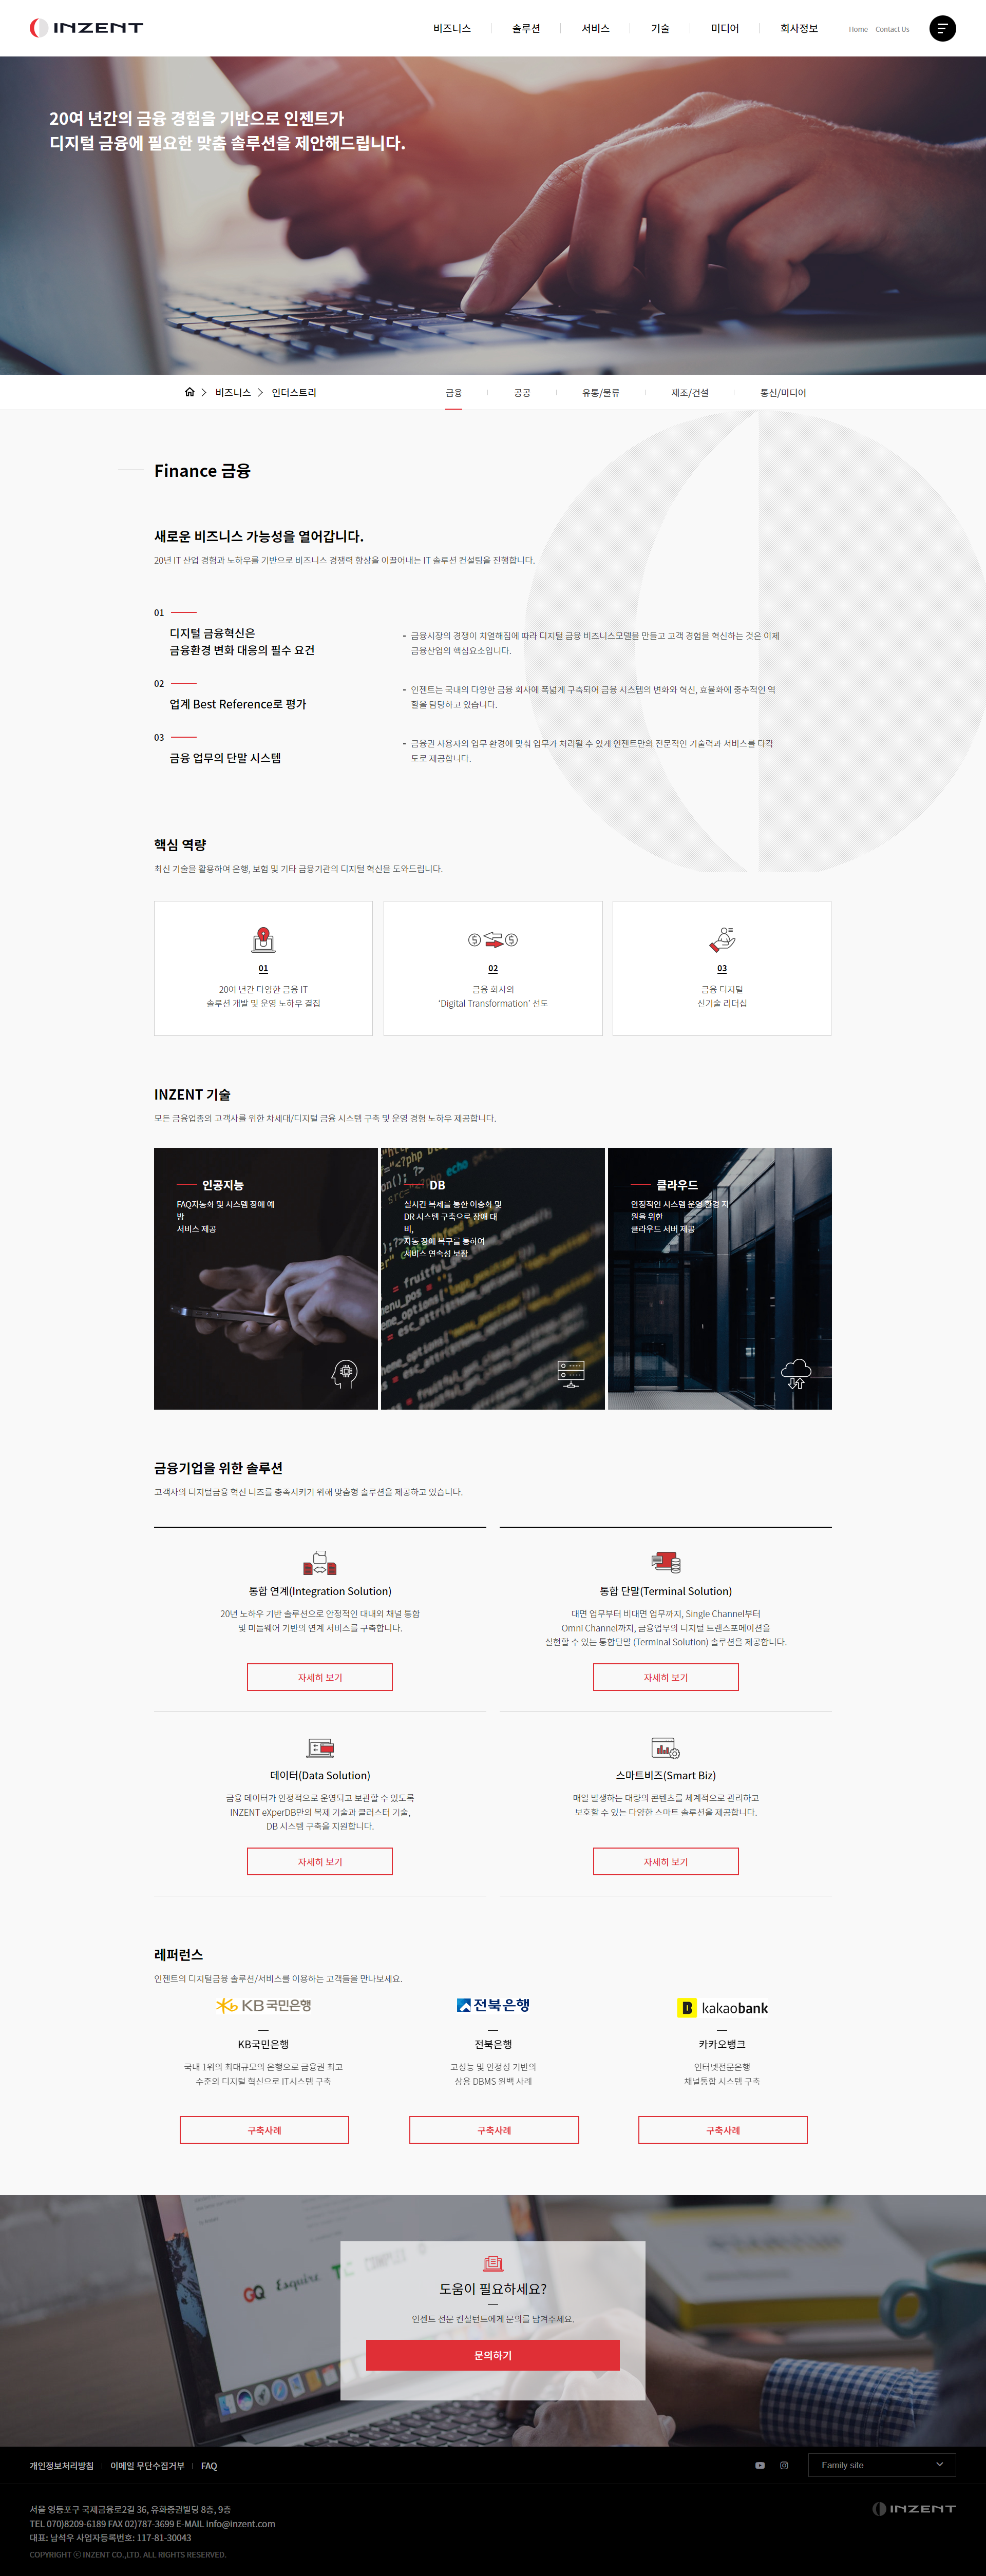 INZENT
비즈니스
솔루션
서비스
기술
미디어
회사정보
Home
Contact Us
20여 년간의 금융 경험을 기반으로 인젠트가
디지털 금융에 필요한 맞춤 솔루션을 제안해드립니다.
비즈니스
인더스트리
금융
공공
유통/물류
제조/건설
통신/미디어
Finance 금융
새로운 비즈니스 가능성을 열어갑니다.
20년 IT 산업 경험과 노하우를 기반으로 비즈니스 경쟁력 향상을 이끌어내는 IT 솔루션 컨설팅을 진행합니다.
01
디지털 금융혁신은
금융환경 변화 대응의 필수 요건
- 금융시장의 경쟁이 치열해짐에 따라 디지털 금융 비즈니스모델을 만들고 고객 경험을 혁신하는 것은 이제
금융산업의 핵심요소입니다.
02
업계 Best Reference로 평가
- 인젠트는 국내의 다양한 금융 회사에 폭넓게 구축되어 금융 시스템의 변화와 혁신, 효율화에 중추적인 역
할을 담당하고 있습니다.
03
금융 업무의 단말 시스템
- 금융권 사용자의 업무 환경에 맞춰 업무가 처리될 수 있게 인젠트만의 전문적인 기술력과 서비스를 다각
도로 제공합니다.
핵심 역량
최신 기술을 활용하여 은행, 보험 및 기타 금융기관의 디지털 혁신을 도와드립니다.
01
20여 년간 다양한 금융 IT
솔루션 개발 및 운영 노하우 결집
02
금융 회사의
‘Digital Transformation’ 선도
03
금융 디지털
신기술 리더십
INZENT 기술
모든 금융업종의 고객사를 위한 차세대/디지털 금융 시스템 구축 및 운영 경험 노하우 제공합니다.
인공지능
FAQ자동화 및 시스템 장애 예
방
서비스 제공
DB
실시간 복제를 통한 이중화 및
DR 시스템 구축으로 장애 대
비,
자동 장애 복구를 통하여
서비스 연속성 보장
클라우드
안정적인 시스템 운영 환경 지
원을 위한
클라우드 서버 제공
금융기업을 위한 솔루션
고객사의 디지털금융 혁신 니즈를 충족시키기 위해 맞춤형 솔루션을 제공하고 있습니다.
통합 연계(Integration Solution)
20년 노하우 기반 솔루션으로 안정적인 대내외 채널 통합
및 미들웨어 기반의 연계 서비스를 구축합니다.
자세히 보기
통합 단말(Terminal Solution)
대면 업무부터 비대면 업무까지, Single Channel부터
Omni Channel까지, 금융업무의 디지털 트랜스포메이션을
실현할 수 있는 통합단말 (Terminal Solution) 솔루션을 제공합니다.
자세히 보기
데이터(Data Solution)
금융 데이터가 안정적으로 운영되고 보관할 수 있도록
INZENT eXperDB만의 복제 기술과 클러스터 기술,
DB 시스템 구축을 지원합니다.
자세히 보기
스마트비즈(Smart Biz)
매일 발생하는 대량의 콘텐츠를 체계적으로 관리하고
보호할 수 있는 다양한 스마트 솔루션을 제공합니다.
자세히 보기
레퍼런스
인젠트의 디지털금융 솔루션/서비스를 이용하는 고객들을 만나보세요.
KB국민은행
KB국민은행
국내 1위의 최대규모의 은행으로 금융권 최고
수준의 디지털 혁신으로 IT시스템 구축
구축사례
전북은행
전북은행
고성능 및 안정성 기반의
상용 DBMS 윈백 사례
구축사례
kakaobank
카카오뱅크
인터넷전문은행
채널통합 시스템 구축
구축사례
GQ
Esquire
도움이 필요하세요?
인젠트 전문 컨설턴트에게 문의를 남겨주세요.
문의하기
개인정보처리방침
이메일 무단수집거부
FAQ
Family site
서울 영등포구 국제금융로2길 36, 유화증권빌딩 8층, 9층
TEL 070)8209-6189 FAX 02)787-3699 E-MAIL info@inzent.com
대표: 남석우 사업자등록번호: 117-81-30043
COPYRIGHT ⓒ INZENT CO.,LTD. ALL RIGHTS RESERVED.
INZENT